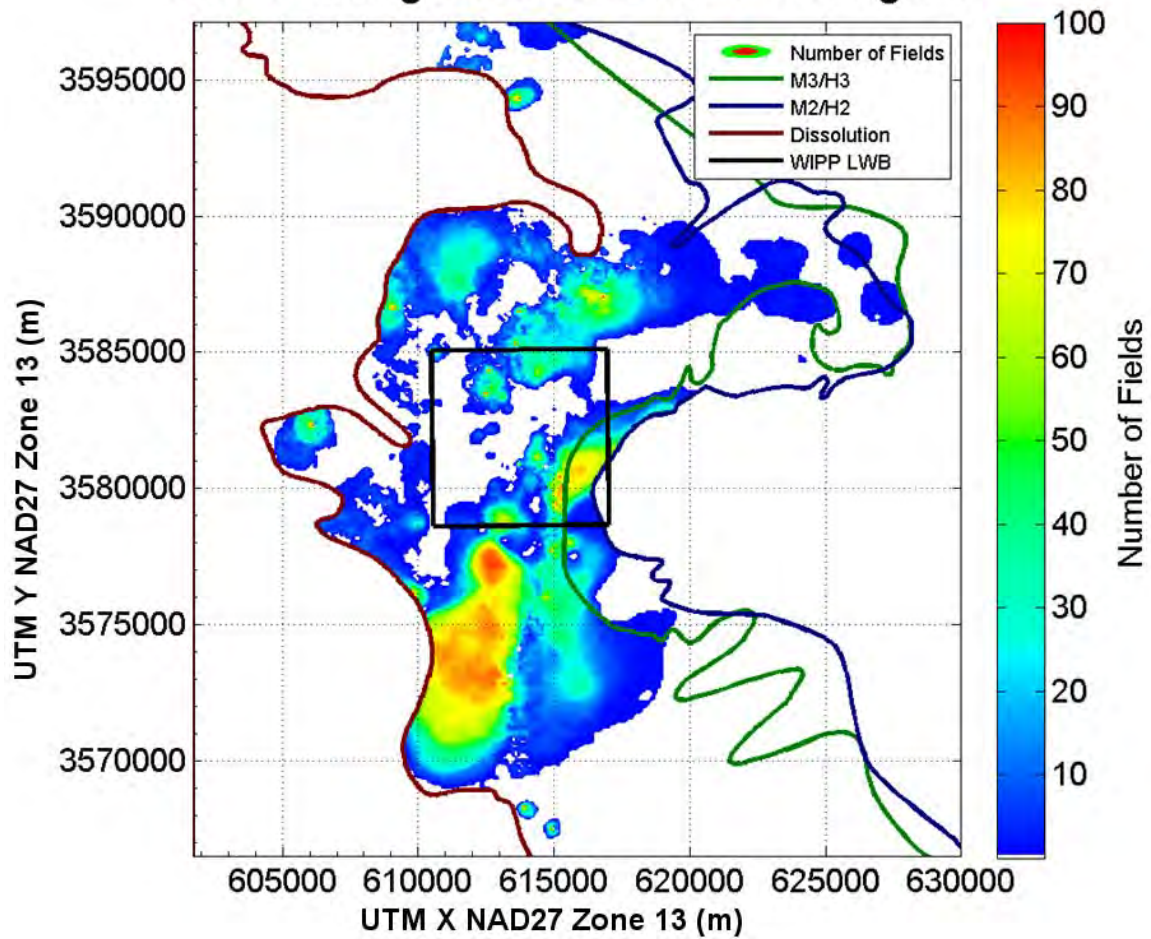 100
Number of Fields
M3/H3
M2/H2
Dissolution
WIPP LWB
3595000
3590000
3585000
3580000
3575000
3570000
UTM Y NAD27 Zone 13 (m)
605000 610000 615000 620000 625000 630000
UTM X NAD27 Zone 13 (m)
90
80
70
60
50
40
30
20
10
Number of Fields